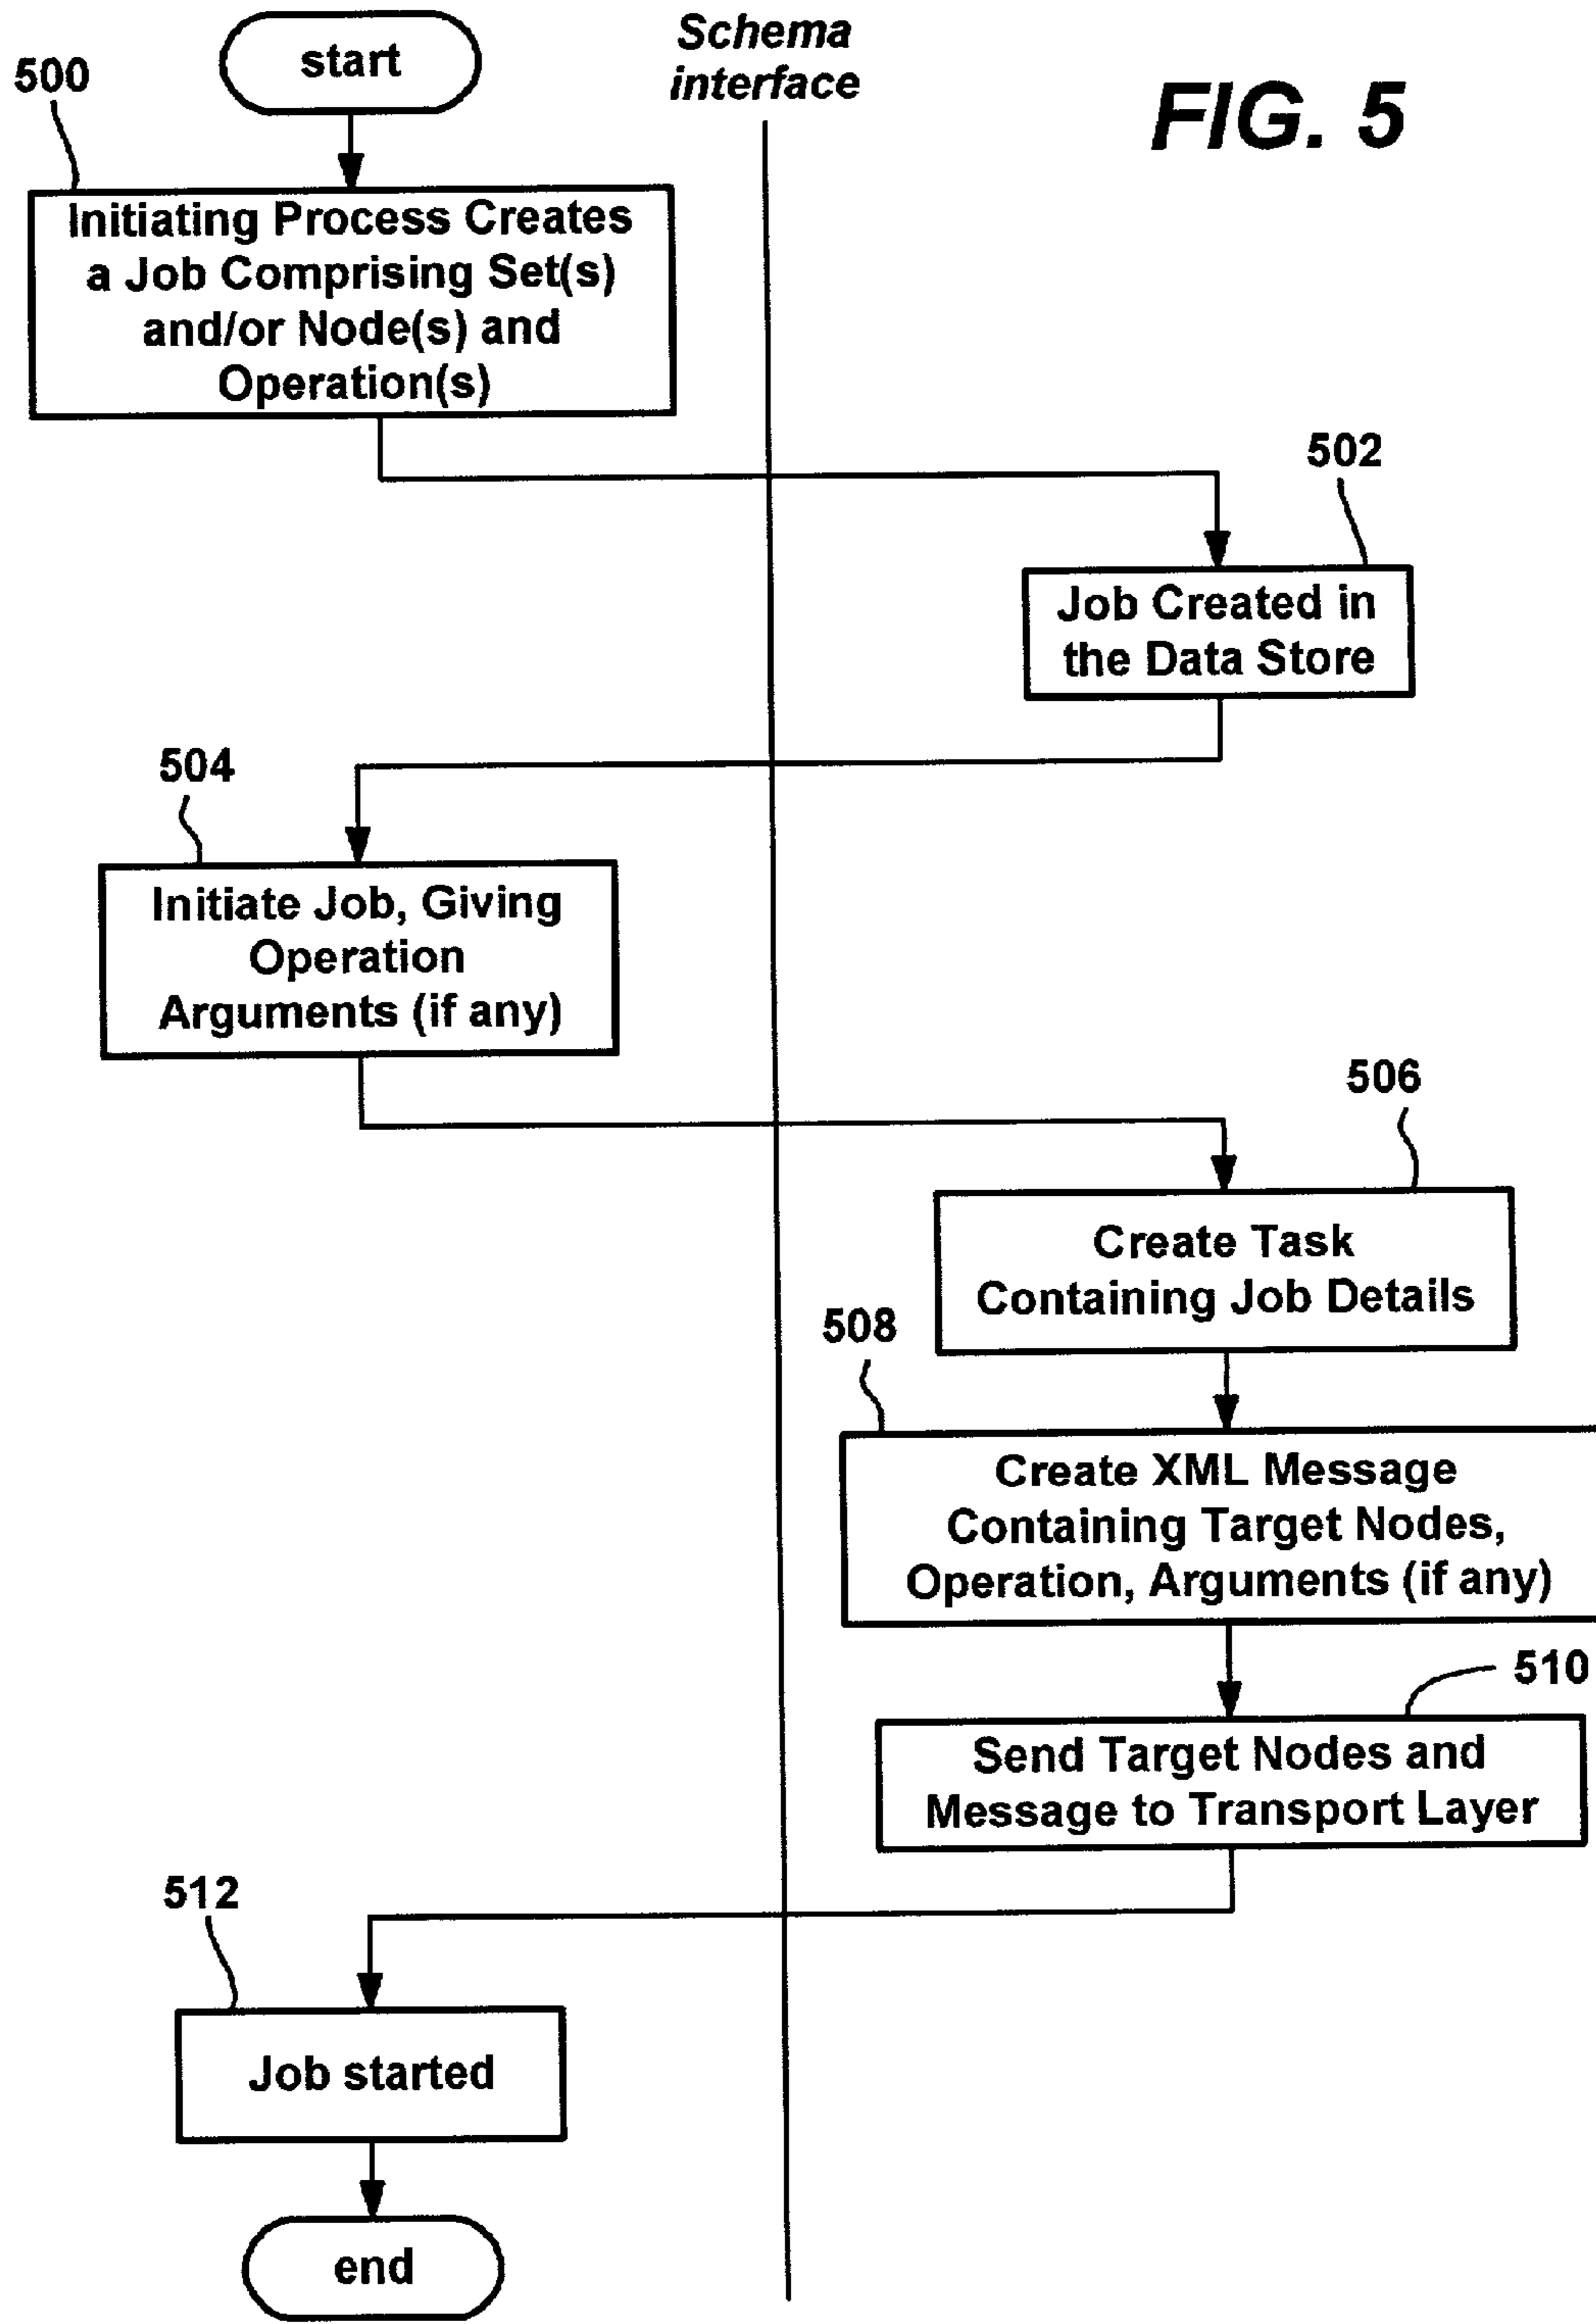 start
Schema
interface
FIG. 5
500
Initiating Process Creates
a Job Comprising Set(s)
and/or Node(s) and
Operation(s)
502
Job Created in
the Data Store
504
Initiate Job, Giving
Operation
Arguments (if any)
506
Create Task
Containing Job Details
508
Create XML Message
Containing Target Nodes,
Operation, Arguments (if any)
510
Send Target Nodes and
Message to Transport Layer
512
Job started
end